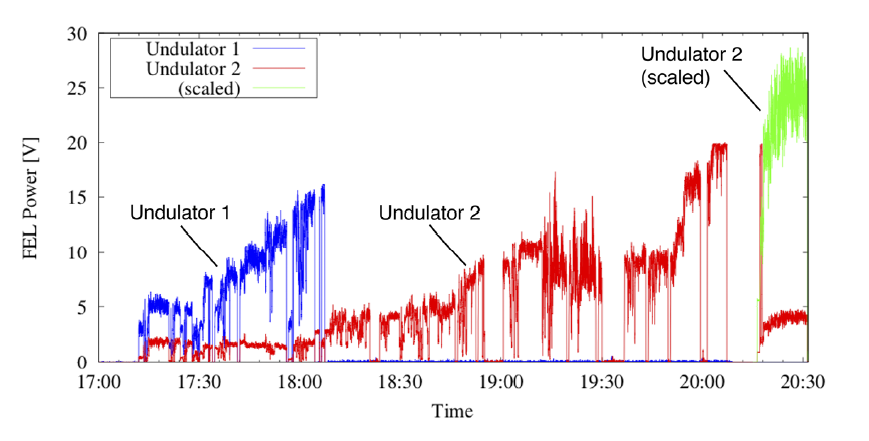 30
25
20
15
10
5
0
FEL Power [V]
Undulator 1
Undulator 2
(scaled)
Undulator 1
Undulator 2
Undulator 2
(scaled)
17:00 17:30 18:00 18:30 19:00 19:30 20:00 20:30
Time